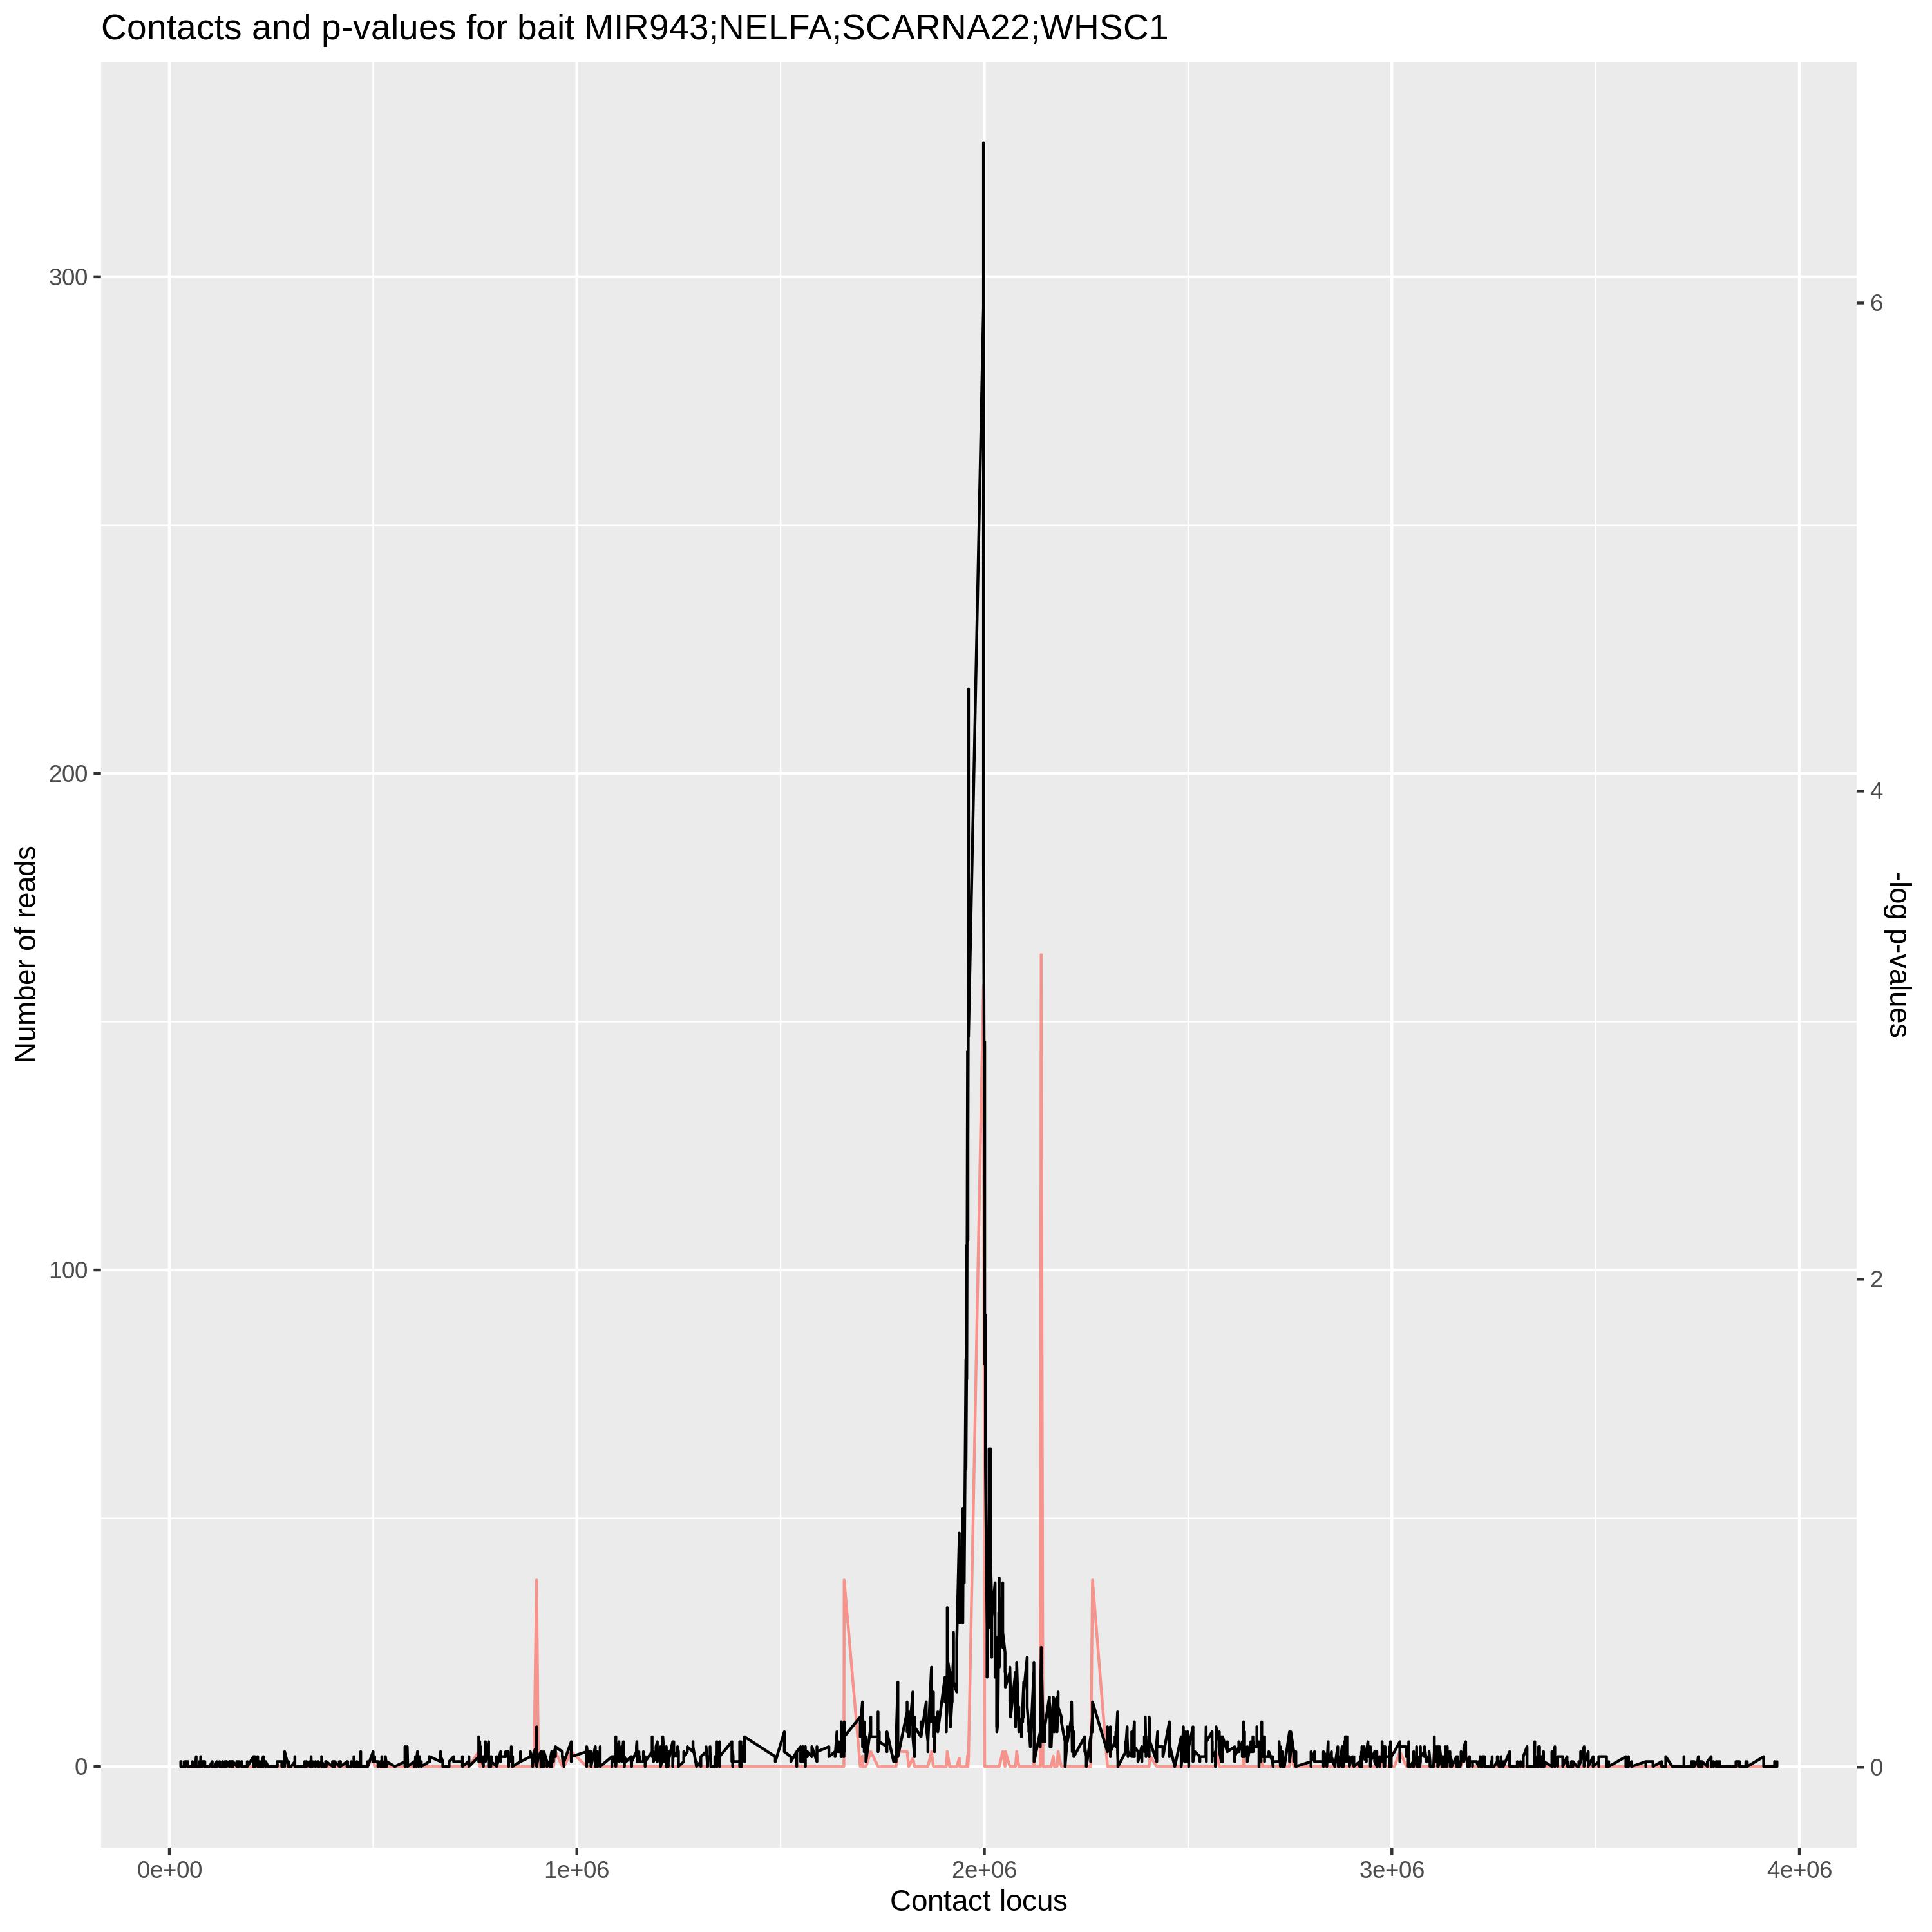 Contacts and p-values for bait MIR943;NELFA;SCARNA22;WHSC1
300
200
100
0
Number of reads
6
4
2
0
-log p-values
0e+00
1e+06
2e+06
3e+06
4e+06
Contact locus